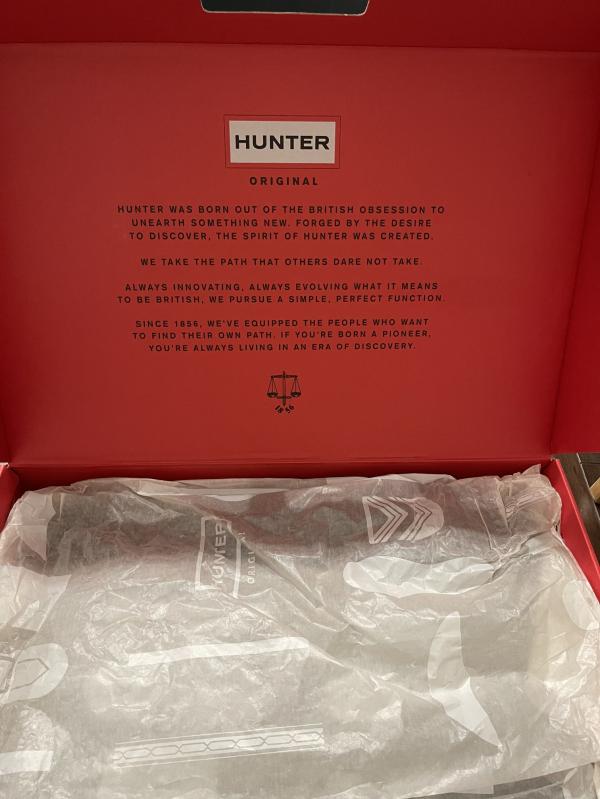 HUNTER
ORIGINAL
HUNTER WAS BORN OUT OF THE BRITISH OBSESSION TO
UNEARTH SOMETHING NEW. FORGED BY THE DESIRE
TO DISCOVER, THE SPIRIT OF HUNTER WAS CREATED.
WE TAKE THE PATH THAT OTHERS DARE NOT TAKE.
ALWAYS INNOVATING, ALWAYS EVOLVING WHAT IT MEANS
TO BE BRITISH, WE PURSUE A SIMPLE, PERFECT FUNCTION.
SINCE 1856, WE'VE EQUIPPED THE PEOPLE WHO WANT
TO FIND THEIR OWN PATH. IF YOU'RE BORN A PIONEER,
YOU'RE ALWAYS LIVING IN AN ERA OF DISCOVERY.
1856
HUNTER
ORIGINAL